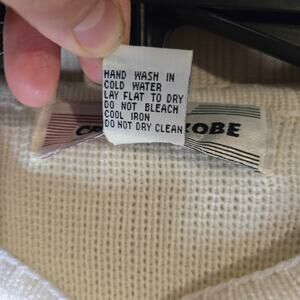 HAND WASH IN
COLD WATER
LAY FLAT TO DRY
DO NOT BLEACH
COOL IRON
DO NOT DRY CLEAN